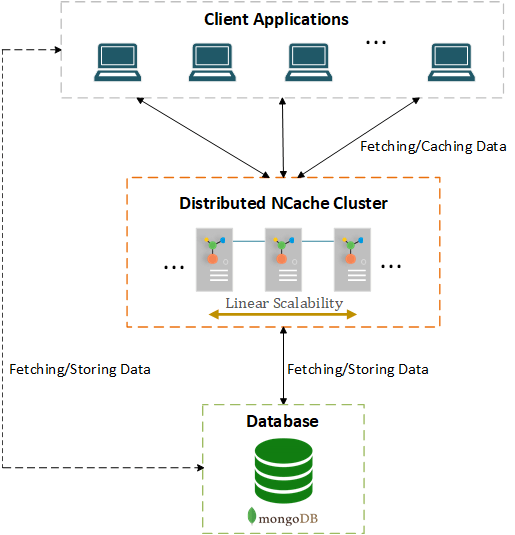 Client Applications
...
Fetching/Caching Data
Distributed NCache Cluster
... ...
Linear Scalability
Fetching/Storing Data
Fetching/Storing Data
Database
mongoDB